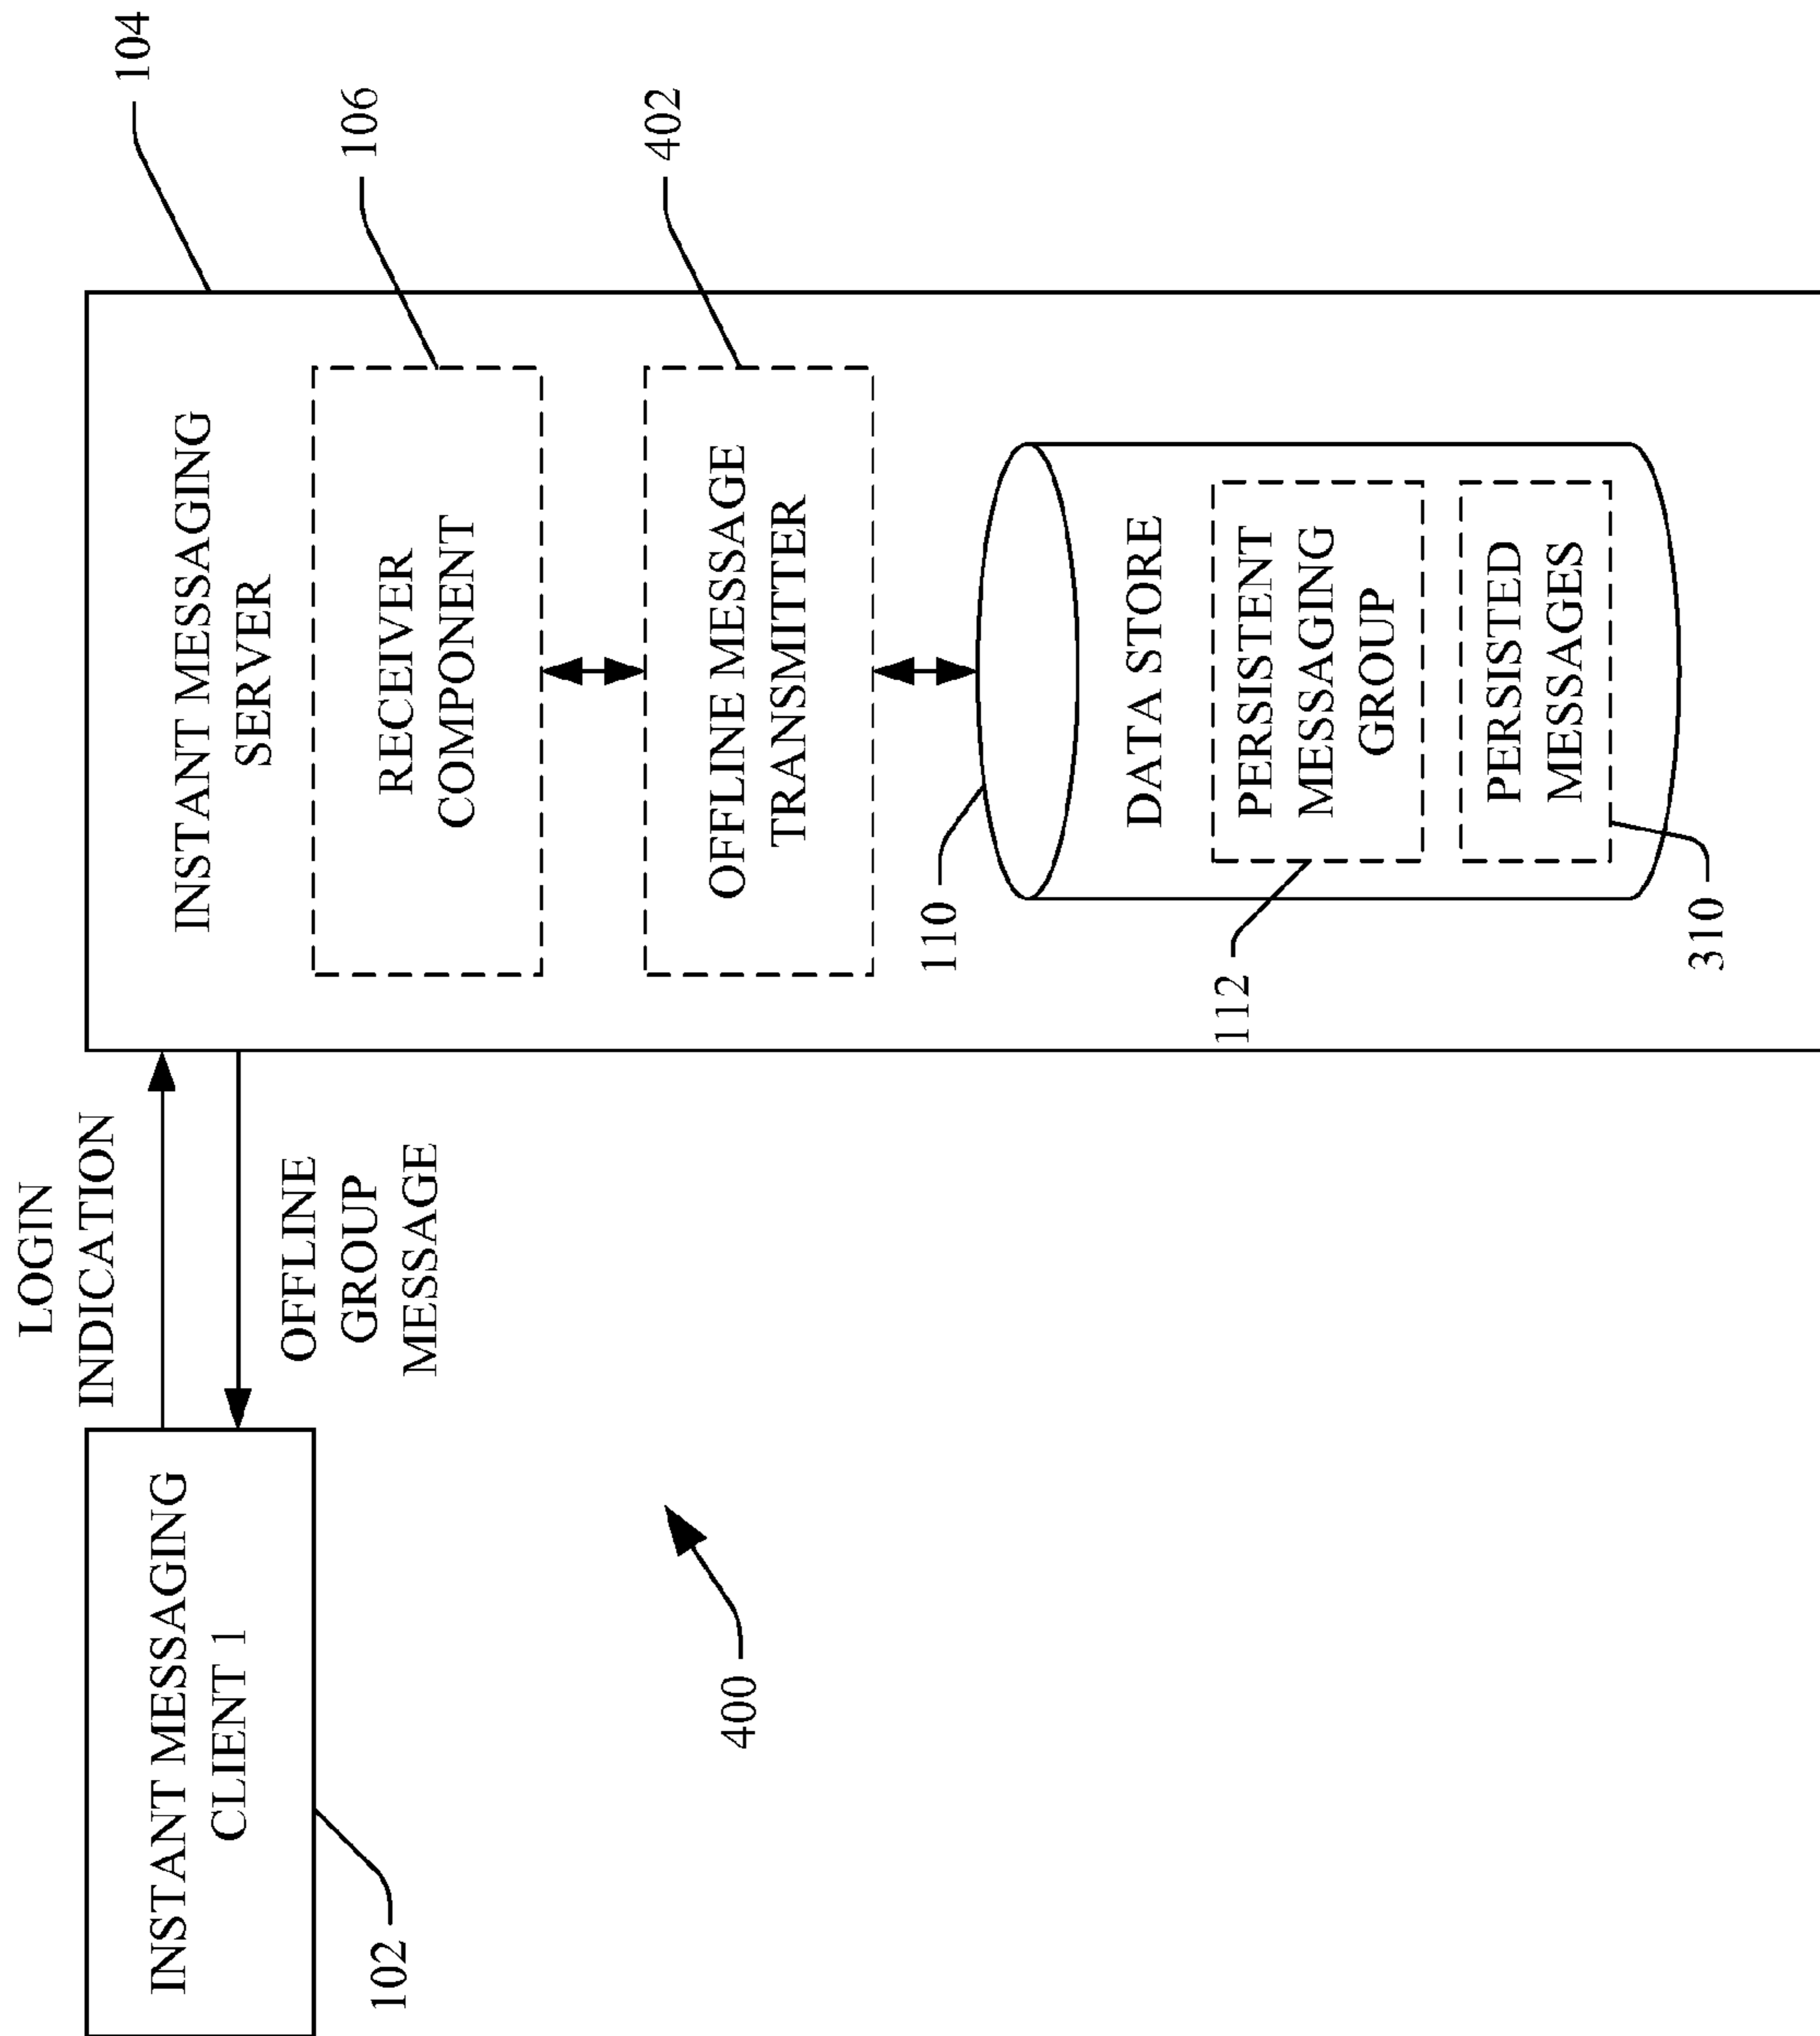 INSTANT MESSAGING
CLIENT 1
102
LOGIN
INDICATION
OFFLINE
GROUP
MESSAGE
400
INSTANT MESSAGING
SERVER
104
RECEIVER
COMPONENT
106
OFFLINE MESSAGE
TRANSMITTER
402
110
DATA STORE
PERSISTENT
MESSAGING
GROUP
112
PERSISTED
MESSAGES
310